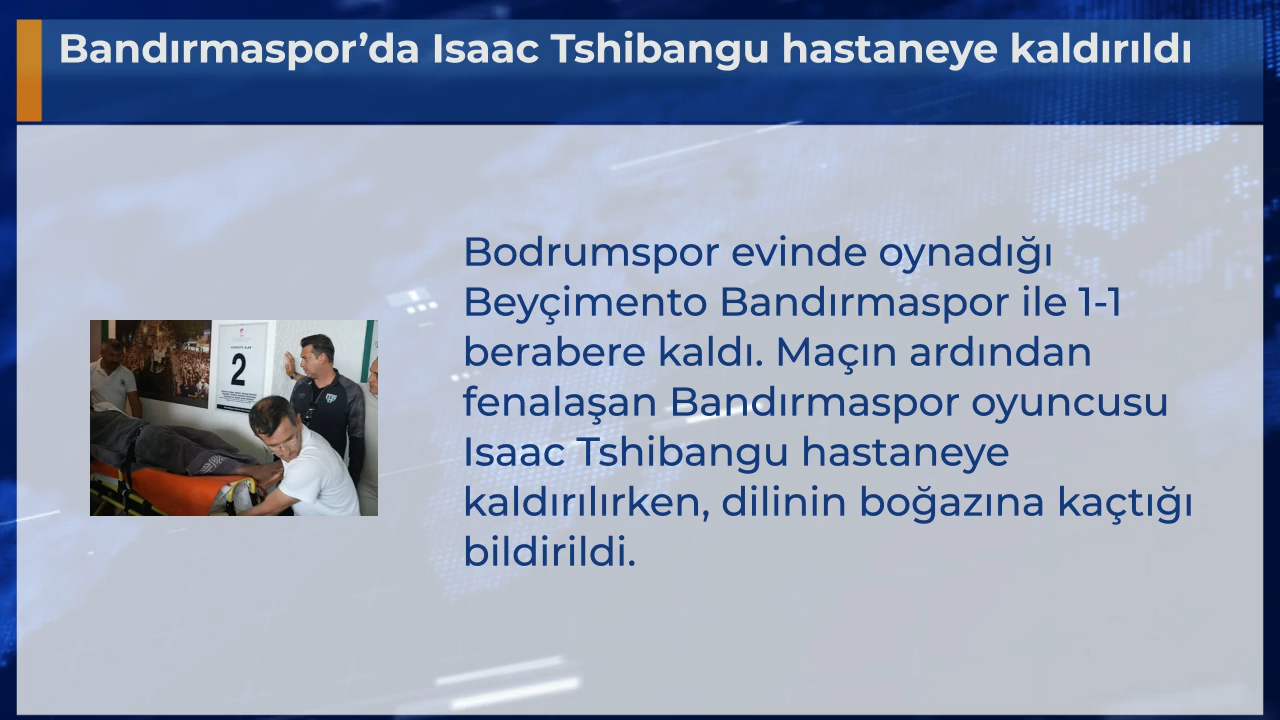 Bandırmaspor’da Isaac Tshibangu hastaneye kaldırıldı
2
Bodrumspor evinde oynadığı
Beyçimento Bandırmaspor ile 1-1
berabere kaldı. Maçın ardından
fenalaşan Bandırmaspor oyuncusu
Isaac Tshibangu hastaneye
kaldırılırken, dilinin boğazına kaçtığı
bildirildi.